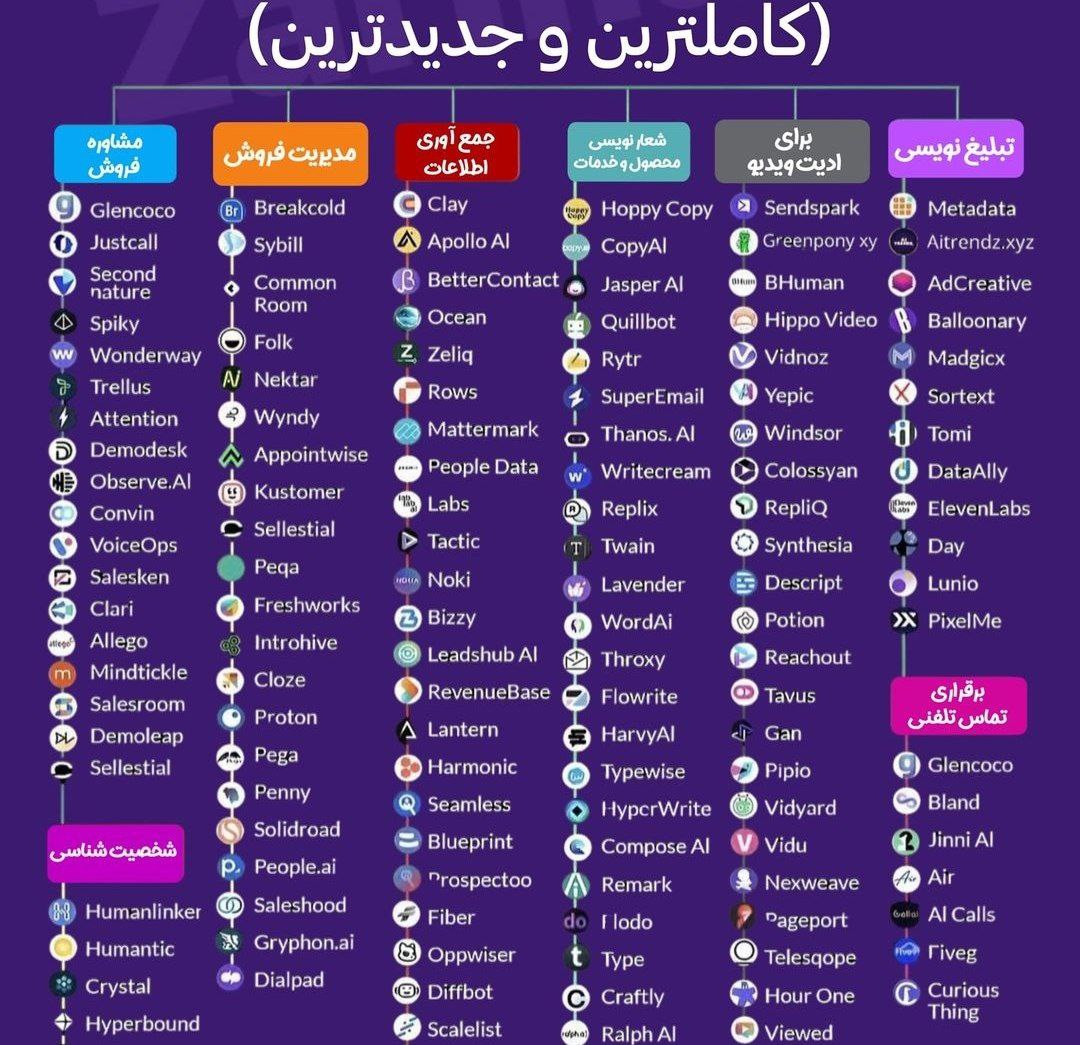 (کاملترین و جدیدترین)
تبلیغ نویسی
Metadata
Aitrendz.xyz
AdCreative
Balloonary
Madgicx
Sortext
Tomi
DataAlly
ElevenLabs
Day
Lunio
PixelMe
برقراری
تماس تلفنی
Glencoco
Bland
Jinni AI
Air
AI Calls
Fiveg
Curious
Thing
برای
ادیت ویدیو
Sendspark
Greenpony xy
BHuman
Hippo Video
Vidnoz
Yepic
Windsor
Colossyan
RepliQ
Synthesia
Descript
Potion
Reachout
Tavus
Gan
Pipio
Vidyard
Vidu
Nexweave
Pageport
Telesqope
Hour One
Viewed
شعار نویسی
محصول و خدمات
Hoppy Copy
CopyAI
Jasper AI
Quillbot
Rytr
SuperEmail
Thanos. AI
Writecream
Replix
Twain
Lavender
WordAi
Throxy
Flowrite
HarvyAI
Typewise
HypcrWrite
Compose AI
Remark
Type
Craftly
Ralph AI
جمع آوری
اطلاعات
Clay
Apollo AI
BetterContact
Ocean
Zeliq
Rows
Mattermark
People Data
Labs
Tactic
Noki
Bizzy
Leadshub AI
RevenueBase
Lantern
Harmonic
Seamless
Blueprint
Prospectoo
Fiber
Oppwiser
Diffbot
Scalelist
مدیریت فروش
Breakcold
Sybill
Common
Room
Folk
Nektar
Wyndy
Appointwise
Kustomer
Sellestial
Peqa
Freshworks
Introhive
Cloze
Proton
Pega
Penny
Solidroad
People.ai
Saleshood
Gryphon.ai
Dialpad
مشاوره
فروش
Glencoco
Justcall
Second
nature
Spiky
Wonderway
Trellus
Attention
Demodesk
Observe.AI
Convin
VoiceOps
Salesken
Clari
Allego
Mindtickle
Salesroom
Demoleap
Sellestial
شخصیت شناسی
Humanlinker
Humantic
Crystal
Hyperbound